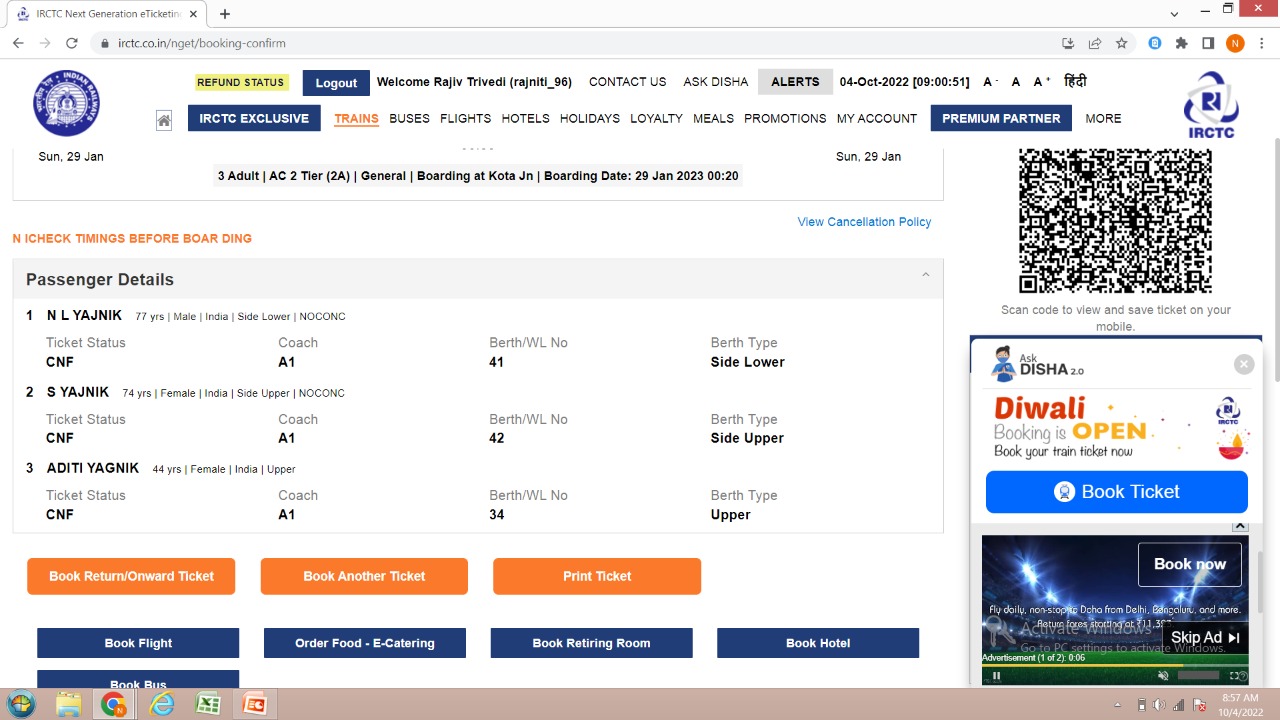 IRCTC Next Generation eTicketing
irctc.co.in/nget/booking-confirm
N
INDIAN RAILWAYS
REFUND STATUS
Logout
Welcome Rajiv Trivedi (rajniti_96)
CONTACT US
ASK DISHA
ALERTS
04-Oct-2022 [09:00:51]
A -
A
A +
हिंदी
IRCTC EXCLUSIVE
TRAINS
BUSES
FLIGHTS
HOTELS
HOLIDAYS
LOYALTY
MEALS
PROMOTIONS
MY ACCOUNT
PREMIUM PARTNER
MORE
IRCTC
Sun, 29 Jan
Sun, 29 Jan
3 Adult | AC 2 Tier (2A) | General | Boarding at Kota Jn | Boarding Date: 29 Jan 2023 00:20
View Cancellation Policy
N ICHECK TIMINGS BEFORE BOAR DING
Passenger Details
1 N L YAJNIK 77 yrs | Male | India | Side Lower | NOCONC
Ticket Status Coach Berth/WL No Berth Type
CNF A1 41 Side Lower
2 S YAJNIK 74 yrs | Female | India | Side Upper | NOCONC
Ticket Status Coach Berth/WL No Berth Type
CNF A1 42 Side Upper
3 ADITI YAGNIK 44 yrs | Female | India | Upper
Ticket Status Coach Berth/WL No Berth Type
CNF A1 34 Upper
Book Return/Onward Ticket
Book Another Ticket
Print Ticket
Book Flight
Order Food - E-Catering
Book Retiring Room
Book Hotel
Book Bus
Scan code to view and save ticket on your
mobile.
Ask
DISHA 2.0
Diwali
Booking is OPEN
Book your train ticket now
IRCTC
Book Ticket
Book now
Fly daily, non-stop to Doha from Delhi, Bengaluru, and more.
Return fares starting at
Activate Windows
Skip Ad
Go to PC settings to activate Windows.
Advertisement (1 of 2): 0:06
8:57 AM
10/4/2022